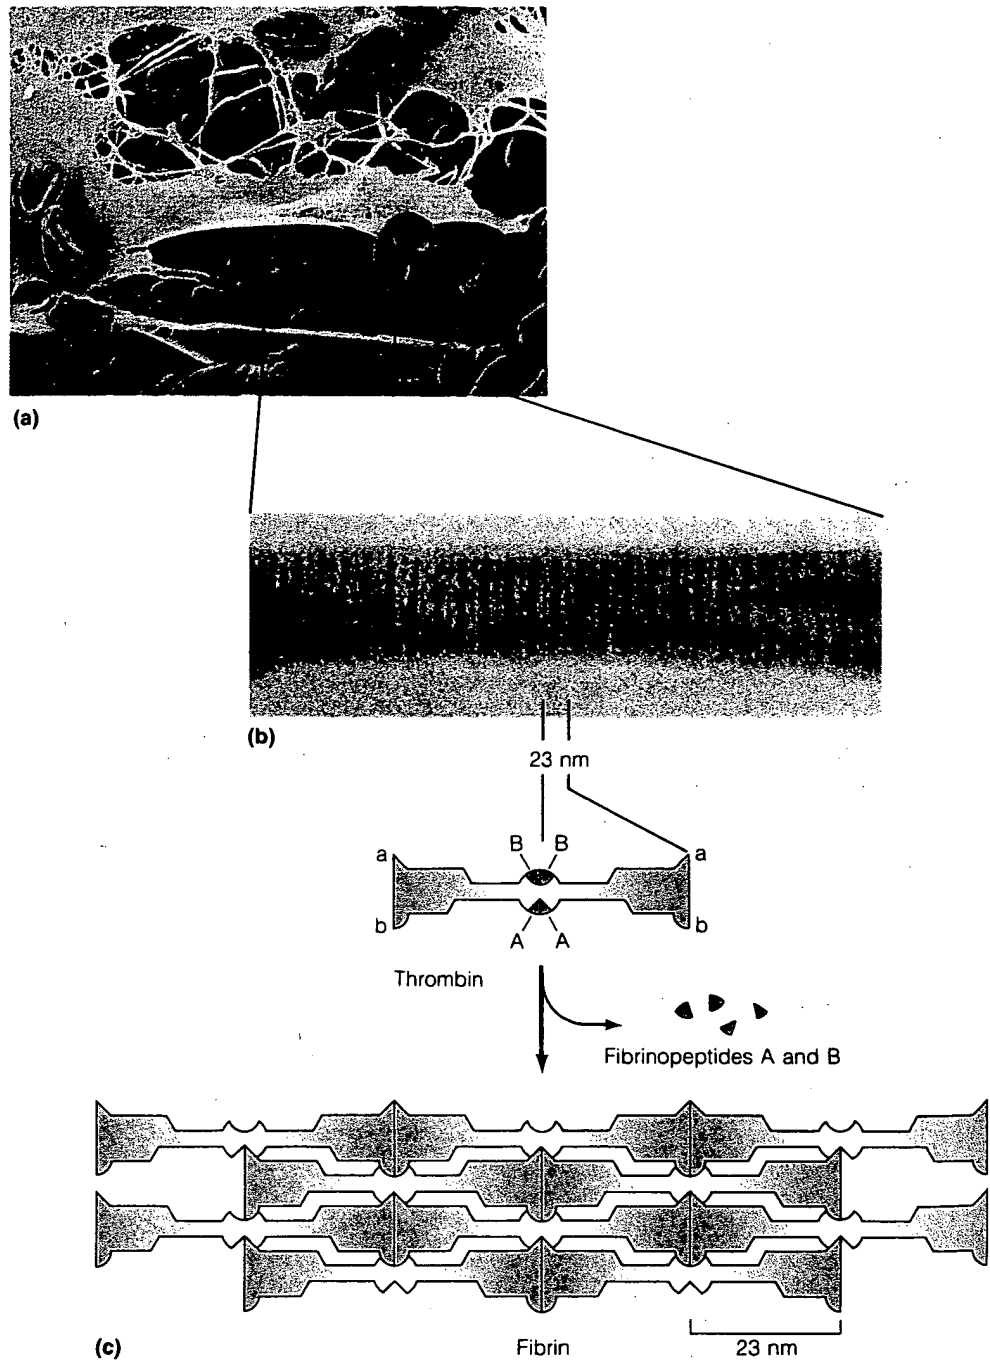 (a)
(b)
23 nm
B B
a a
b b
A A
Thrombin
Fibrinopeptides A and B
(c) Fibrin 23 nm